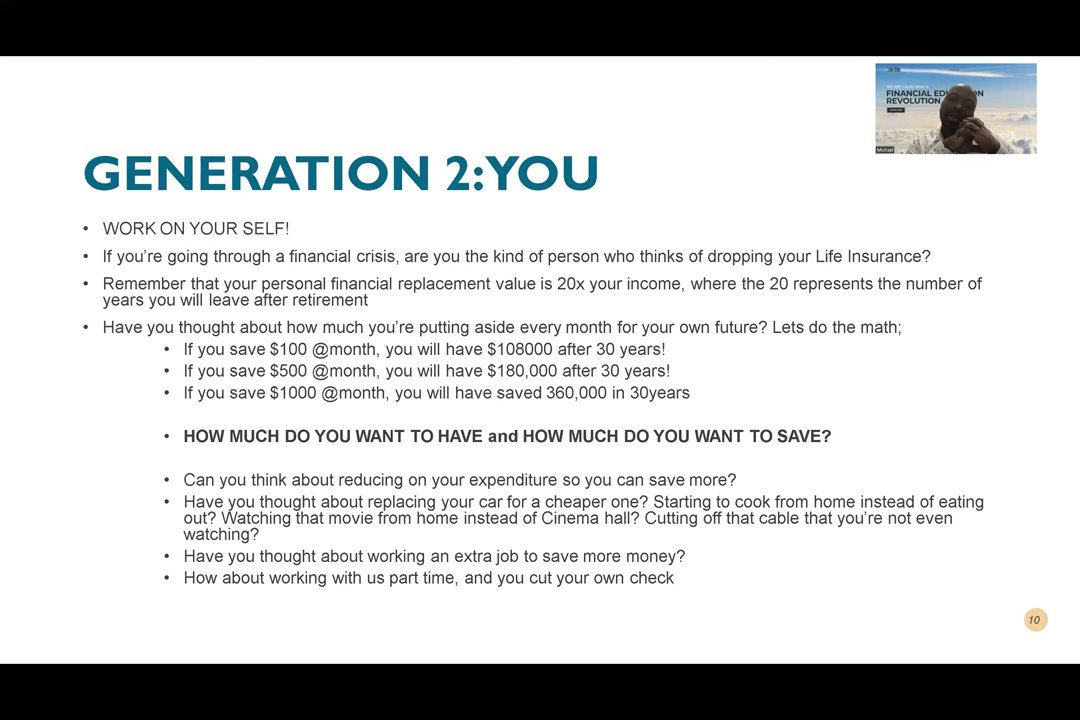 FINANCIAL EDU ON
REVOLUTION
Michael
GENERATION 2:YOU
• WORK ON YOUR SELF!
• If you’re going through a financial crisis, are you the kind of person who thinks of dropping your Life Insurance?
• Remember that your personal financial replacement value is 20x your income, where the 20 represents the number of
years you will leave after retirement
• Have you thought about how much you’re putting aside every month for your own future? Lets do the math;
• If you save $100 @month, you will have $108000 after 30 years!
• If you save $500 @month, you will have $180,000 after 30 years!
• If you save $1000 @month, you will have saved 360,000 in 30years
• HOW MUCH DO YOU WANT TO HAVE and HOW MUCH DO YOU WANT TO SAVE?
• Can you think about reducing on your expenditure so you can save more?
• Have you thought about replacing your car for a cheaper one? Starting to cook from home instead of eating
out? Watching that movie from home instead of Cinema hall? Cutting off that cable that you’re not even
watching?
• Have you thought about working an extra job to save more money?
• How about working with us part time, and you cut your own check
10